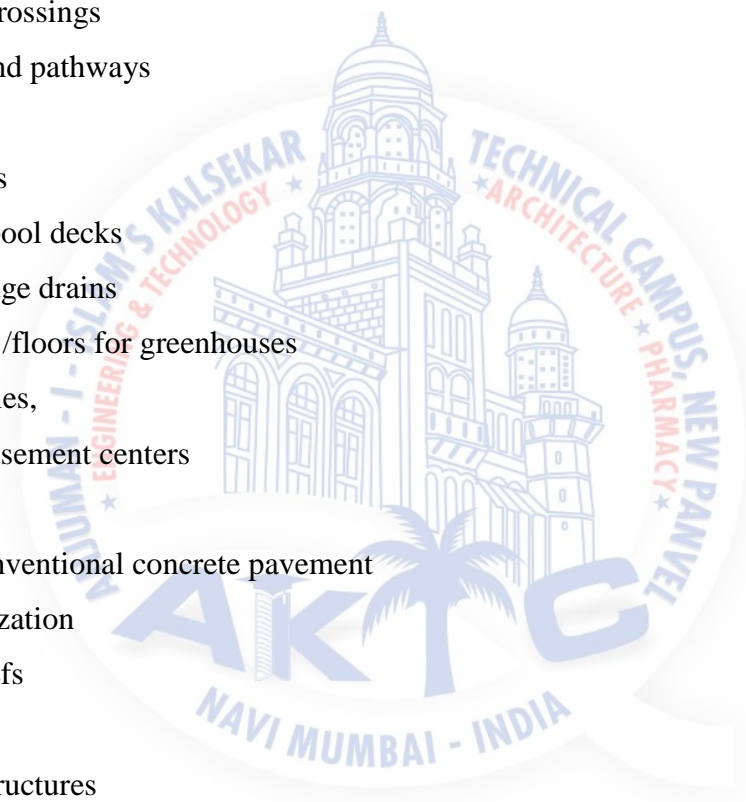 rossings
nd pathways
s
ool decks
ge drains
/floors for greenhouses
es,
sement centers
nventional concrete pavement
zation
fs
ructures
ANJUMAN - I - ISLAM'S KALSEKAR TECHNICAL CAMPUS, NEW PANVEL
★ ENGINEERING & TECHNOLOGY ★ ★ ARCHITECTURE ★ PHARMACY ★
AKTC
NAVI MUMBAI - INDIA